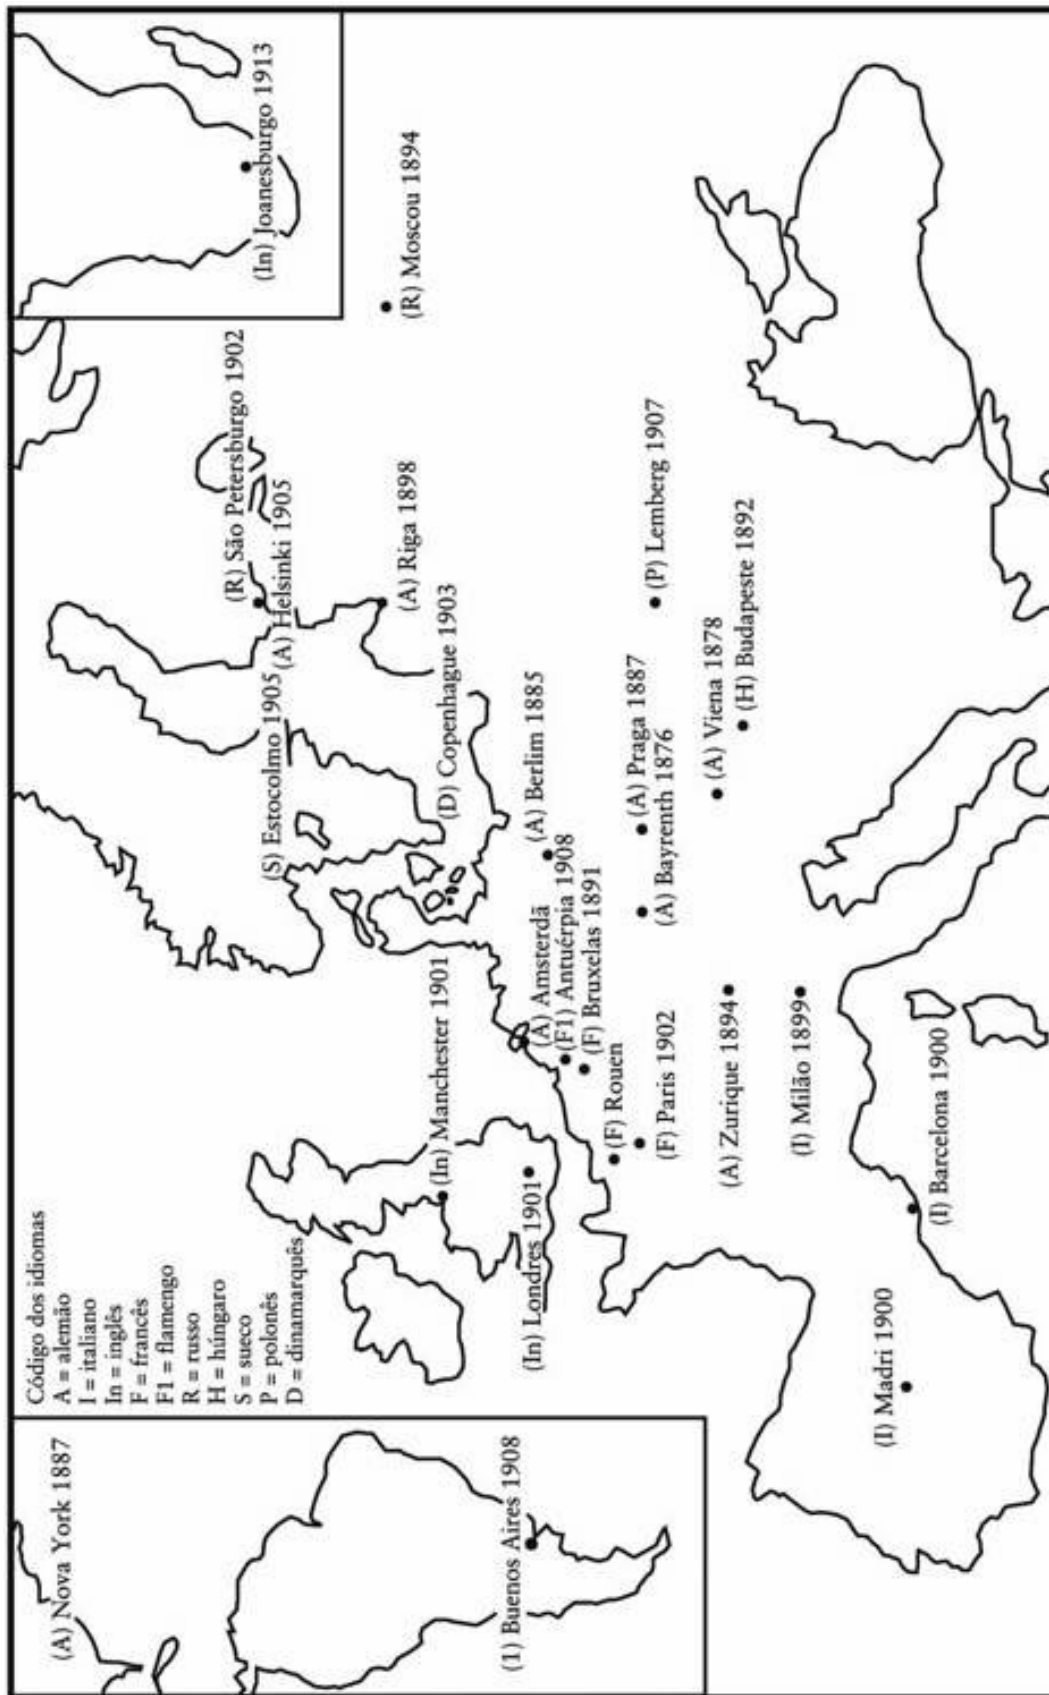 (A) Nova York 1887
(1) Buenos Aires 1908
Código dos idiomas
A = alemão
I = italiano
In = inglês
F = francês
F1 = flamengo
R = russo
H = húngaro
S = sueco
P = polonês
D = dinamarquês
(In) Manchester 1901
(In) Londres 1901
(S) Estocolmo 1905
(A) Helsinki 1905
(R) São Petersburgo 1902
(In) Joanesburgo 1913
(R) Moscou 1894
(A) Riga 1898
(D) Copenhague 1903
(A) Berlim 1885
(A) Amsterdã
(F1) Antuérpia 1908
(F) Bruxelas 1891
(F) Rouen
(F) Paris 1902
(A) Praga 1887
(A) Bayrenth 1876
(P) Lemberg 1907
(A) Viena 1878
(H) Budapeste 1892
(A) Zurique 1894
(I) Milão 1899
(I) Barcelona 1900
(I) Madri 1900